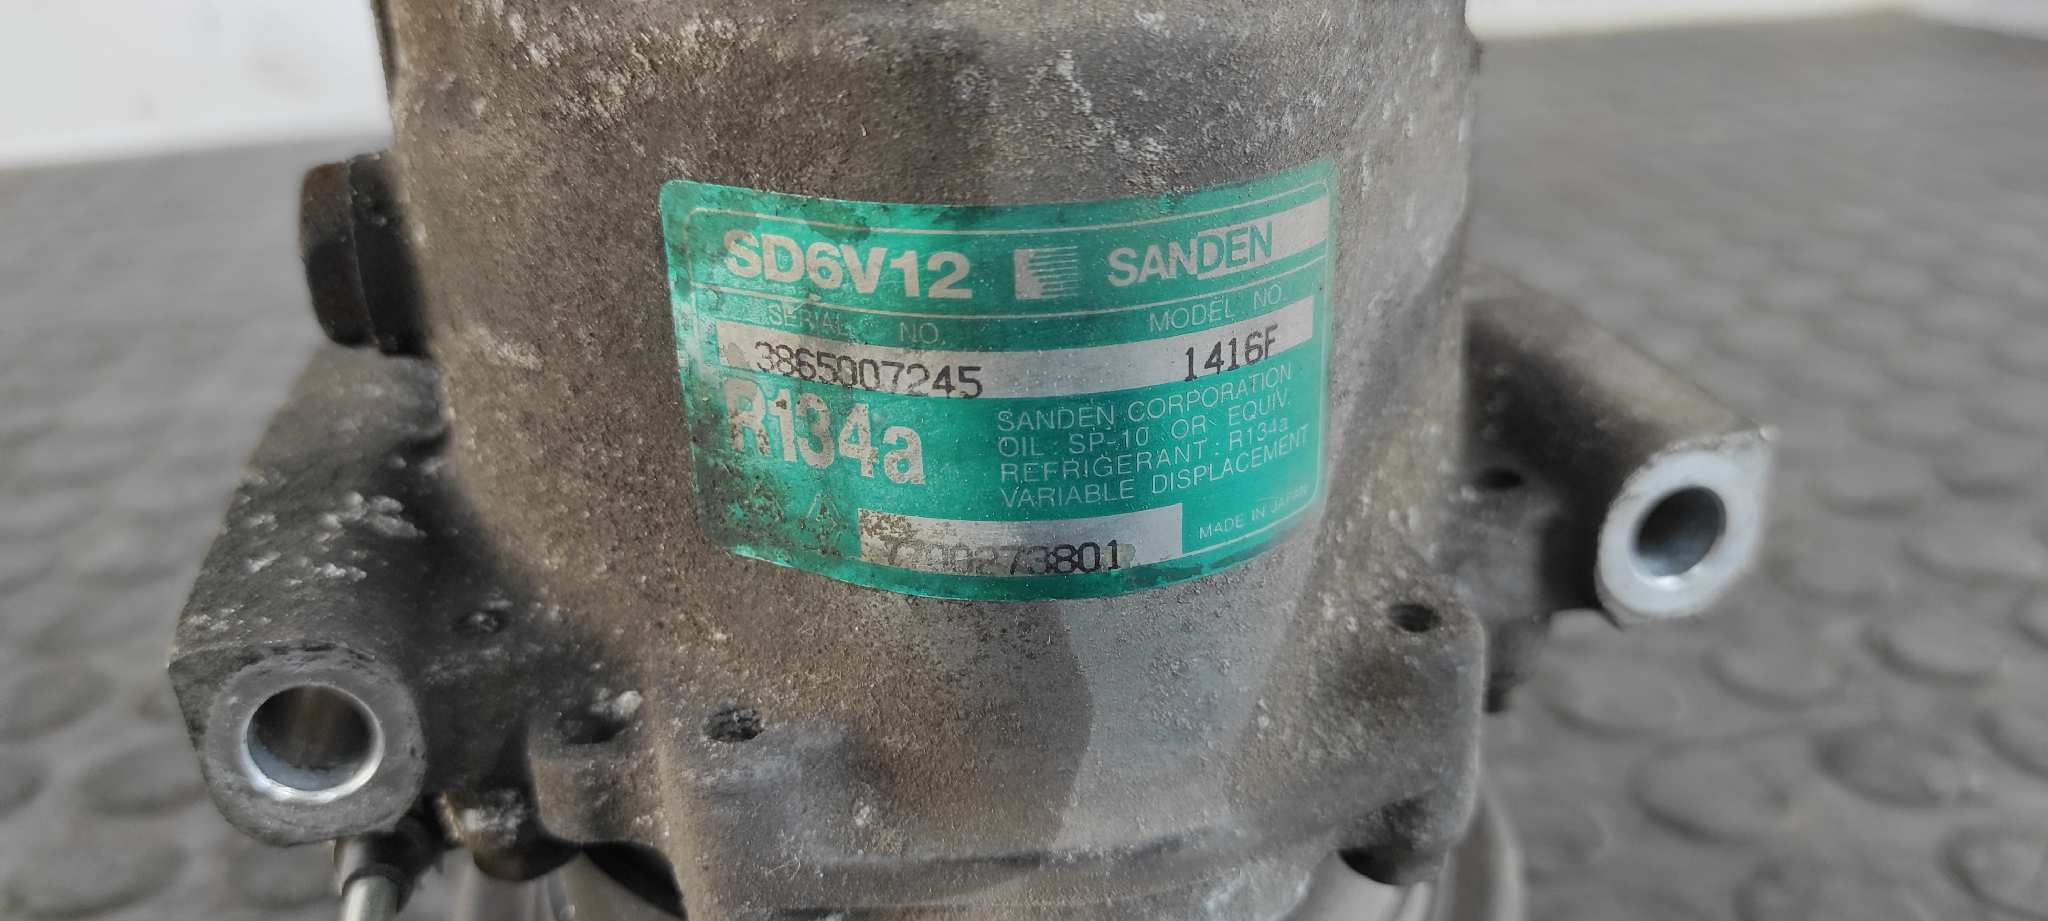 SD6V12 SANDEN
SERIAL NO. MODEL NO.
3865007245 1416F
R134a
SANDEN CORPORATION
OIL : SP-10 OR EQUIV.
REFRIGERANT : R134a
VARIABLE DISPLACEMENT
MADE IN JAPAN